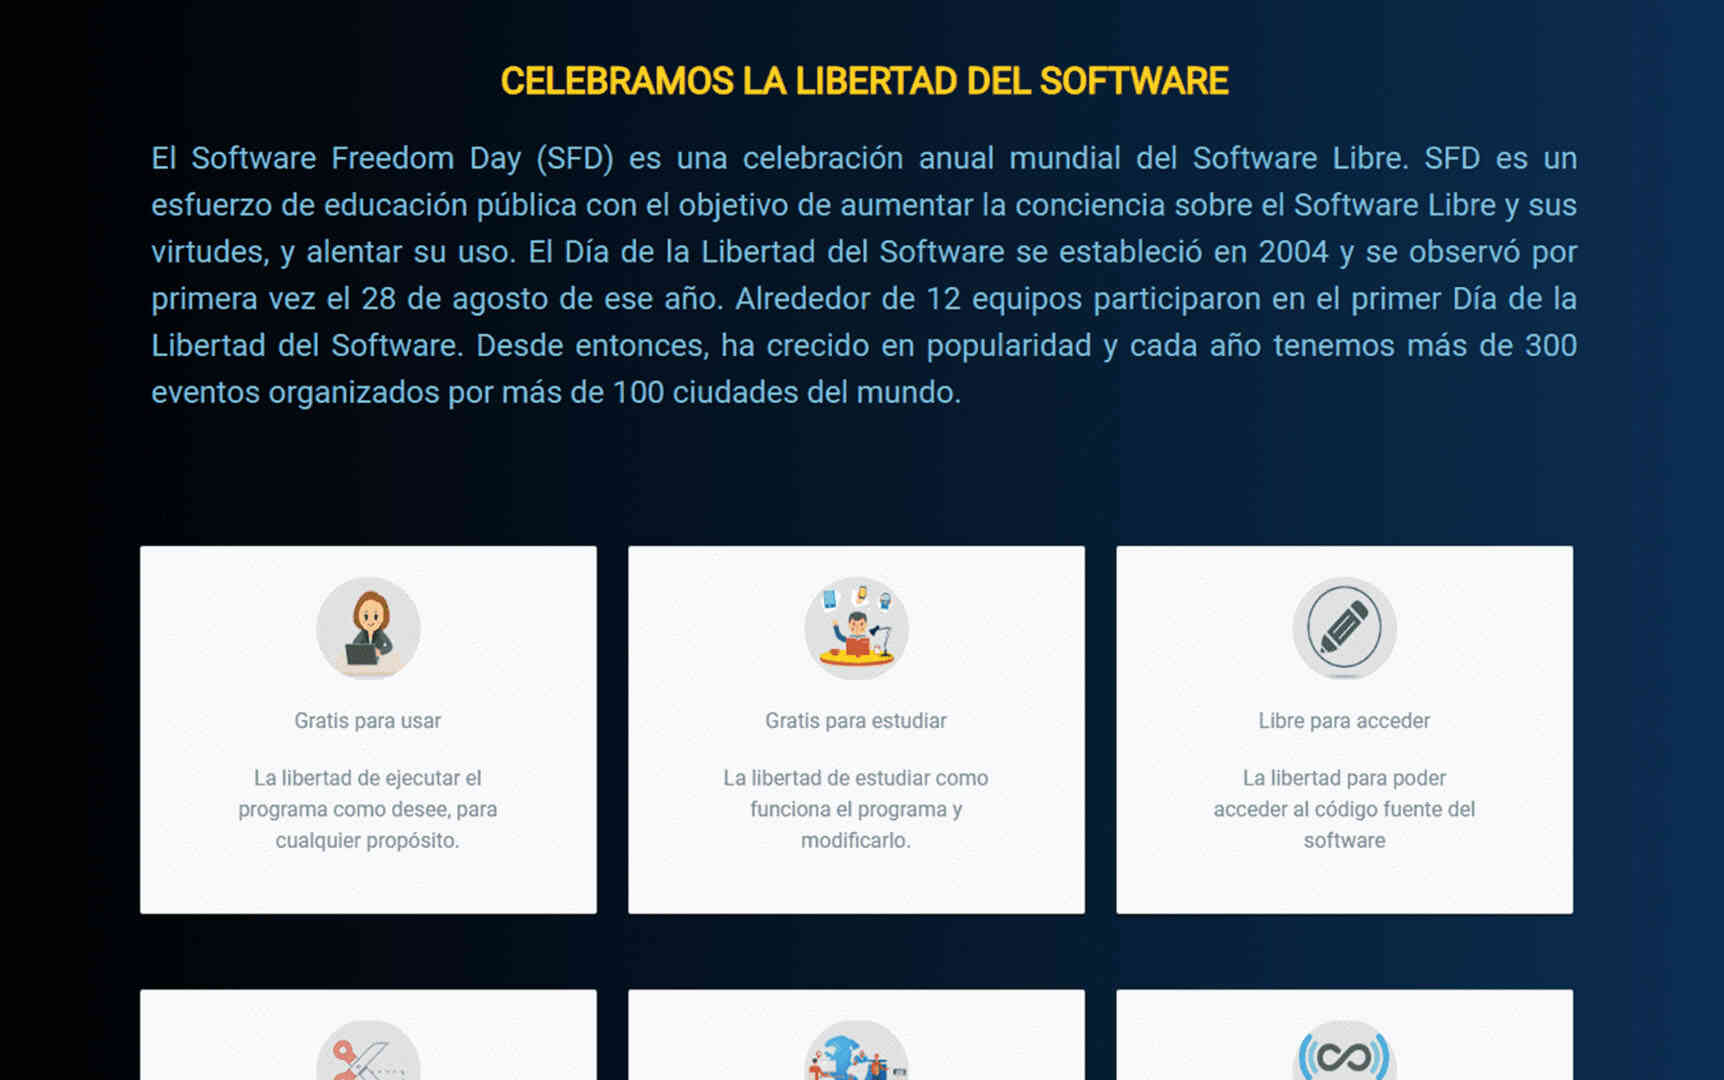 CELEBRAMOS LA LIBERTAD DEL SOFTWARE
El Software Freedom Day (SFD) es una celebración anual mundial del Software Libre. SFD es un
esfuerzo de educación pública con el objetivo de aumentar la conciencia sobre el Software Libre y sus
virtudes, y alentar su uso. El Día de la Libertad del Software se estableció en 2004 y se observó por
primera vez el 28 de agosto de ese año. Alrededor de 12 equipos participaron en el primer Día de la
Libertad del Software. Desde entonces, ha crecido en popularidad y cada año tenemos más de 300
eventos organizados por más de 100 ciudades del mundo.
Gratis para usar
La libertad de ejecutar el
programa como desee, para
cualquier propósito.
Gratis para estudiar
La libertad de estudiar como
funciona el programa y
modificarlo.
Libre para acceder
La libertad para poder
acceder al código fuente del
software